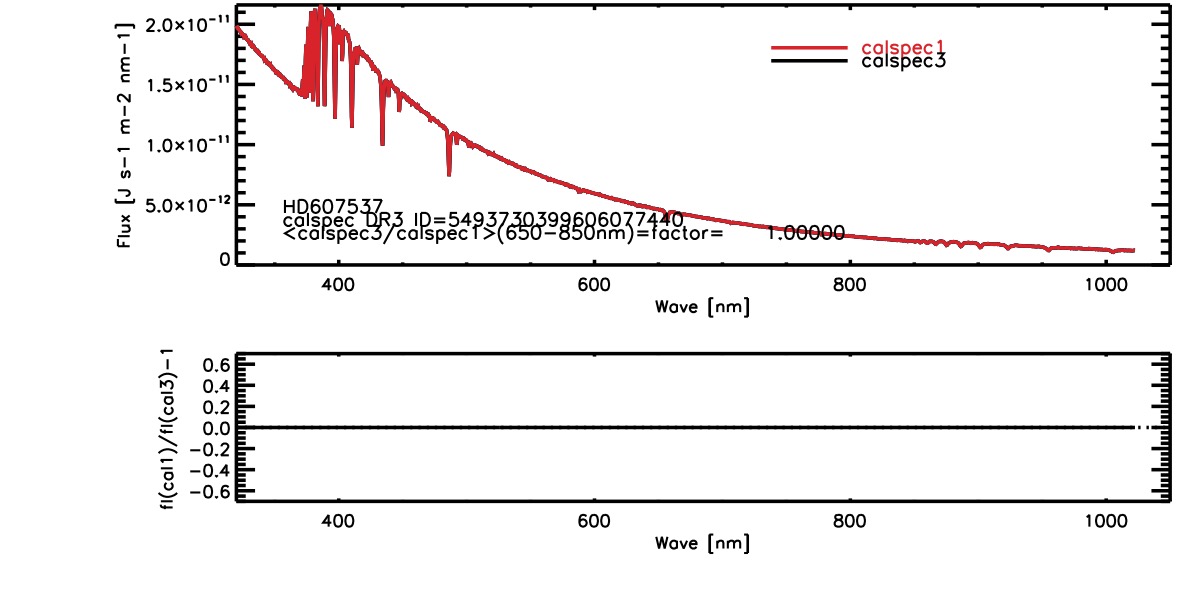 2.0×10⁻¹¹
1.5×10⁻¹¹
1.0×10⁻¹¹
5.0×10⁻¹²
0
Flux [J s−1 m−2 nm−1]
calspec1
calspec3
HD607537
calspec DR3 ID=5493730399606077440
<calspec3/calspec1>(650−850nm)=factor= 1.00000
400 600 800 1000
Wave [nm]
0.6
0.4
0.2
0.0
−0.2
−0.4
−0.6
fl(cal1)/fl(cal3)−1
400 600 800 1000
Wave [nm]